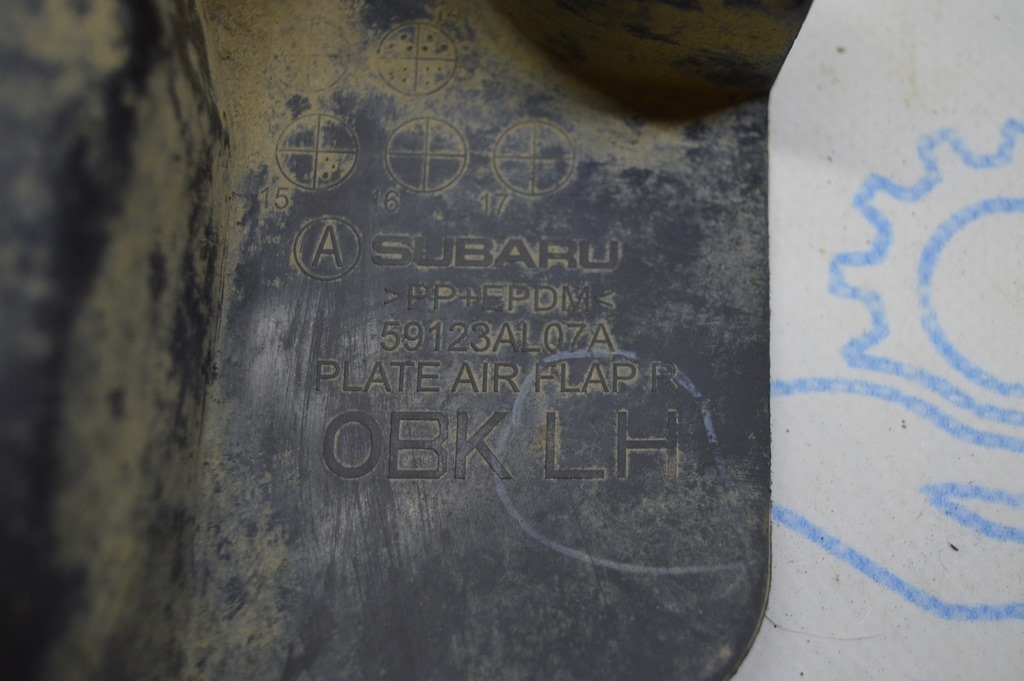 15 16 17
A SUBARU
>PP+EPDM<
59123AL07A
PLATE AIR FLAP R
OBK LH